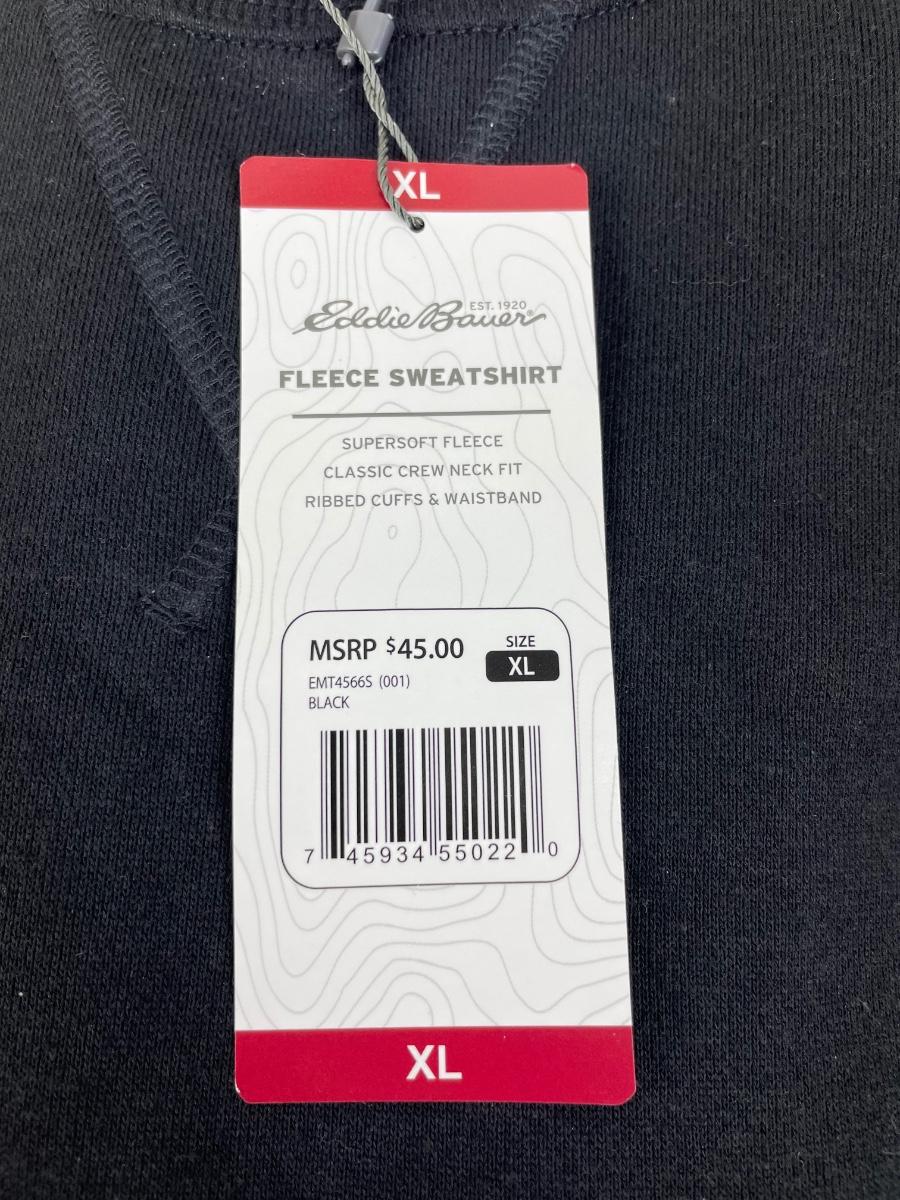 XL
EST. 1920
Eddie Bauer®
FLEECE SWEATSHIRT
SUPERSOFT FLEECE
CLASSIC CREW NECK FIT
RIBBED CUFFS & WAISTBAND
MSRP $45.00
SIZE
XL
EMT4566S (001)
BLACK
7 45934 55022 0
XL